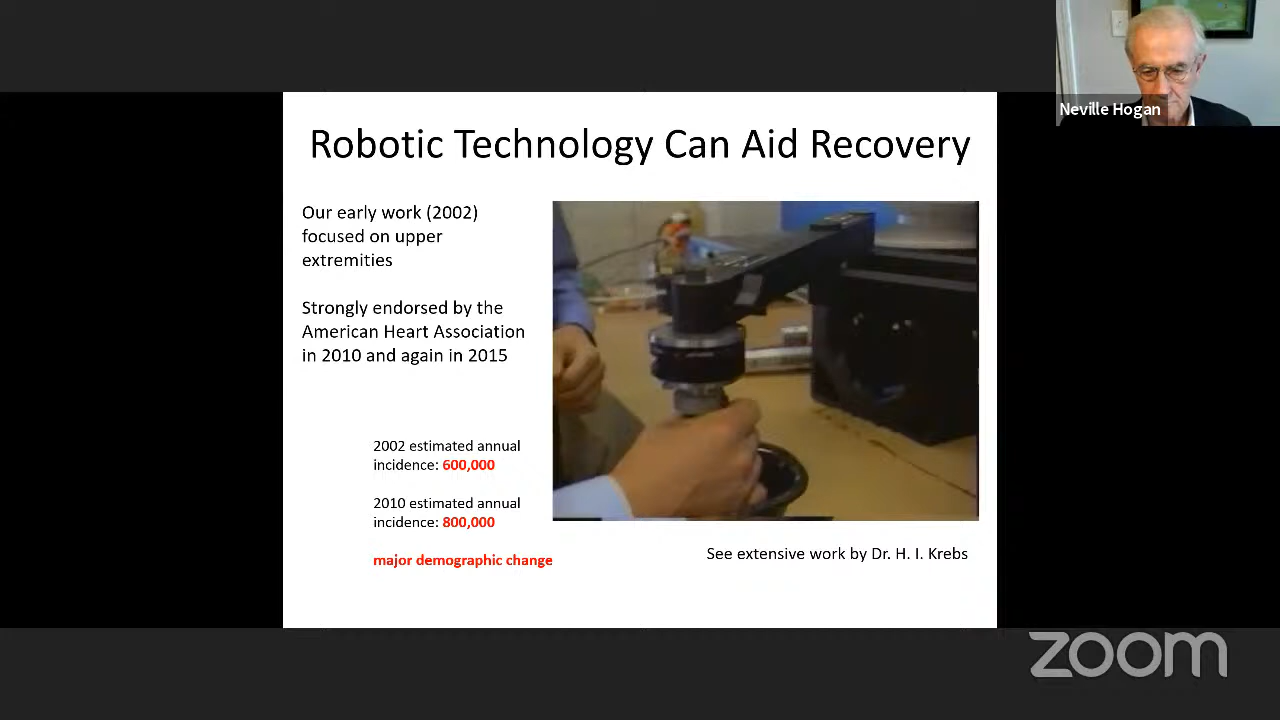 Neville Hogan
Robotic Technology Can Aid Recovery
Our early work (2002)
focused on upper
extremities
Strongly endorsed by the
American Heart Association
in 2010 and again in 2015
2002 estimated annual
incidence: 600,000
2010 estimated annual
incidence: 800,000
major demographic change
See extensive work by Dr. H. I. Krebs
zoom